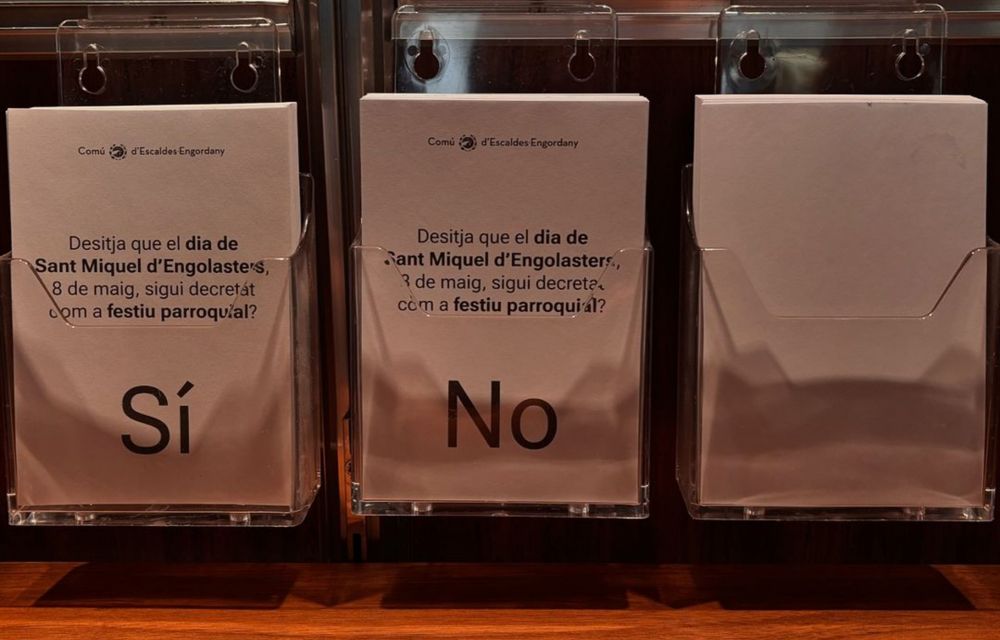 Comú d'Escaldes-Engordany
Desitja que el dia de
Sant Miquel d'Engolasters,
8 de maig, sigui decretat
com a festiu parroquial?
Sí
Comú d'Escaldes-Engordany
Desitja que el dia de
Sant Miquel d'Engolasters,
8 de maig, sigui decretat
com a festiu parroquial?
No